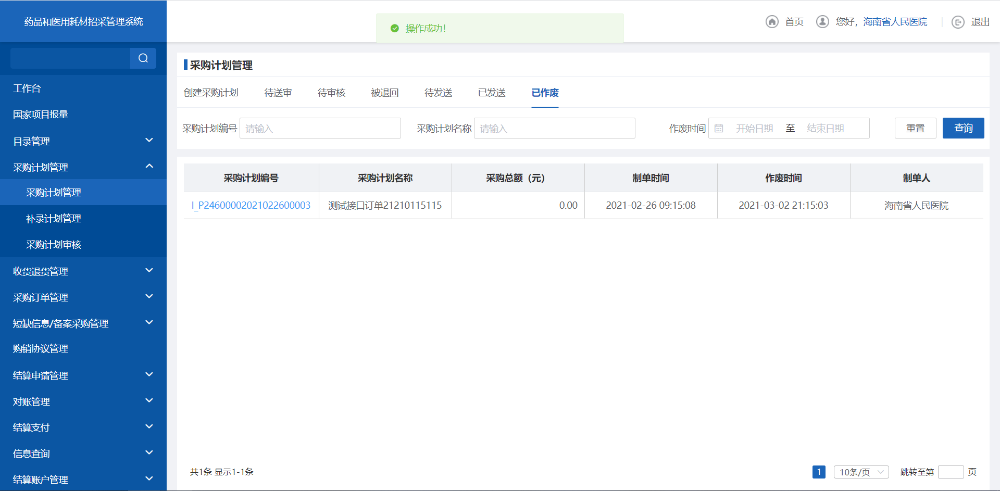 药品和医用耗材招采管理系统
操作成功!
首页
您好，海南省人民医院
退出
工作台
国家项目报量
目录管理
采购计划管理
采购计划管理
补录计划管理
采购计划审核
收货退货管理
采购订单管理
短缺信息/备案采购管理
购销协议管理
结算申请管理
对账管理
结算支付
信息查询
结算账户管理
采购计划管理
创建采购计划 待送审 待审核 被退回 待发送 已发送 已作废
采购计划编号 请输入 采购计划名称 请输入 作废时间 开始日期 至 结束日期 重置 查询
采购计划编号 采购计划名称 采购总额（元） 制单时间 作废时间 制单人
I_P24600002021022600003 测试接口订单21210115115 0.00 2021-02-26 09:15:08 2021-03-02 21:15:03 海南省人民医院
共1条 显示1-1条 1 10条/页 跳转至第 页